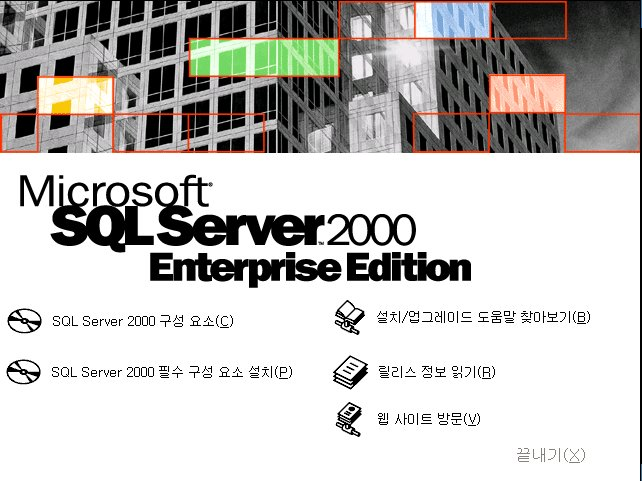 Microsoft®
SQL Server™ 2000
Enterprise Edition
SQL Server 2000 구성 요소(C)
설치/업그레이드 도움말 찾아보기(B)
SQL Server 2000 필수 구성 요소 설치(P)
릴리스 정보 읽기(R)
웹 사이트 방문(V)
끝내기(X)